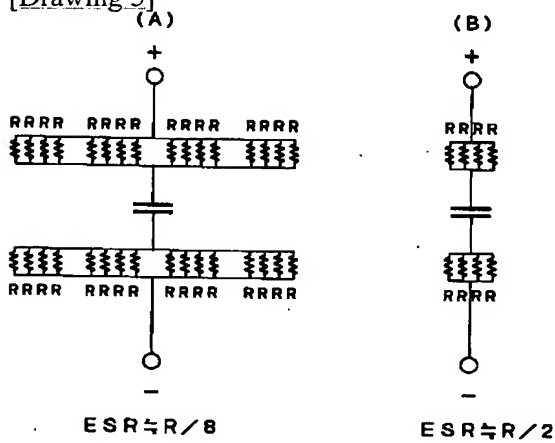 [Drawing 5]
(A)
(B)
+
+
RRRR RRRR RRRR RRRR
RRRR
RRRR RRRR RRRR RRRR
RRRR
−
−
ESR≒R/8
ESR≒R/2